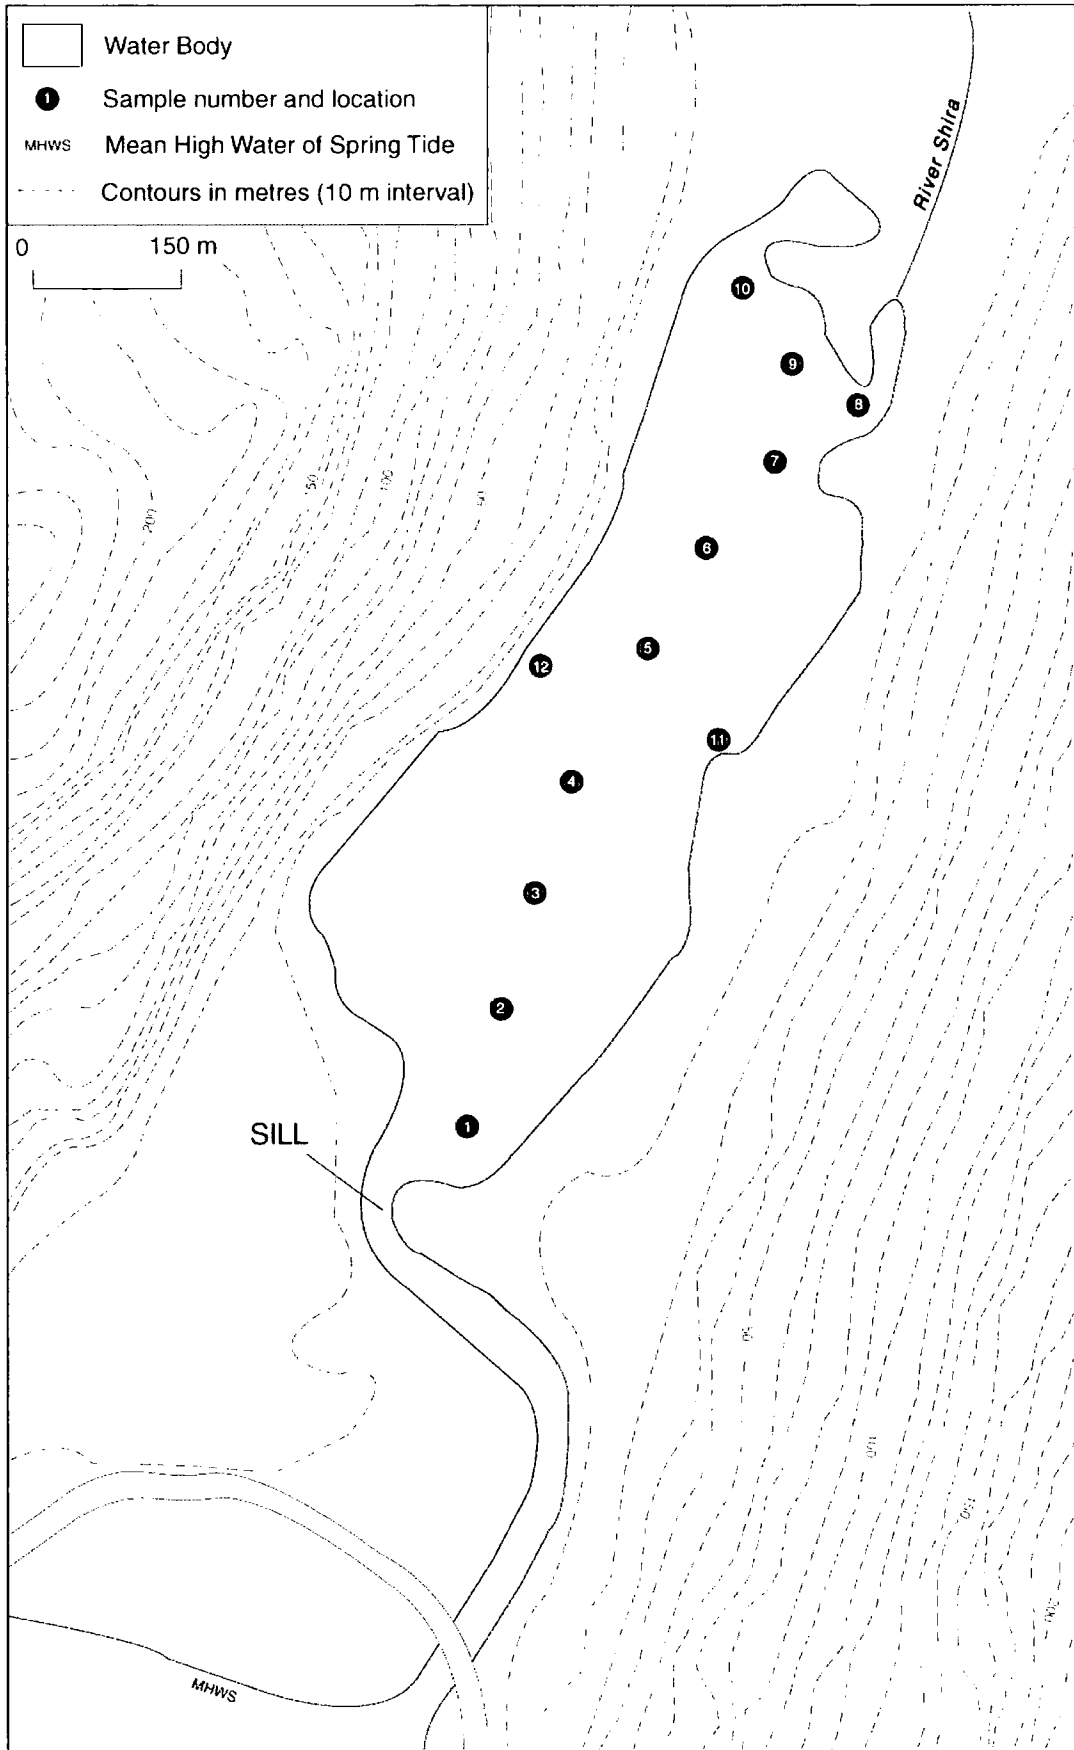 Water Body
1 Sample number and location
MHWS Mean High Water of Spring Tide
Contours in metres (10 m interval)
0 150 m
River Shira
10
9
8
7
6
5
12
11
4
3
2
1
SILL
MHWS
200
150
100
50
50
100
150
200